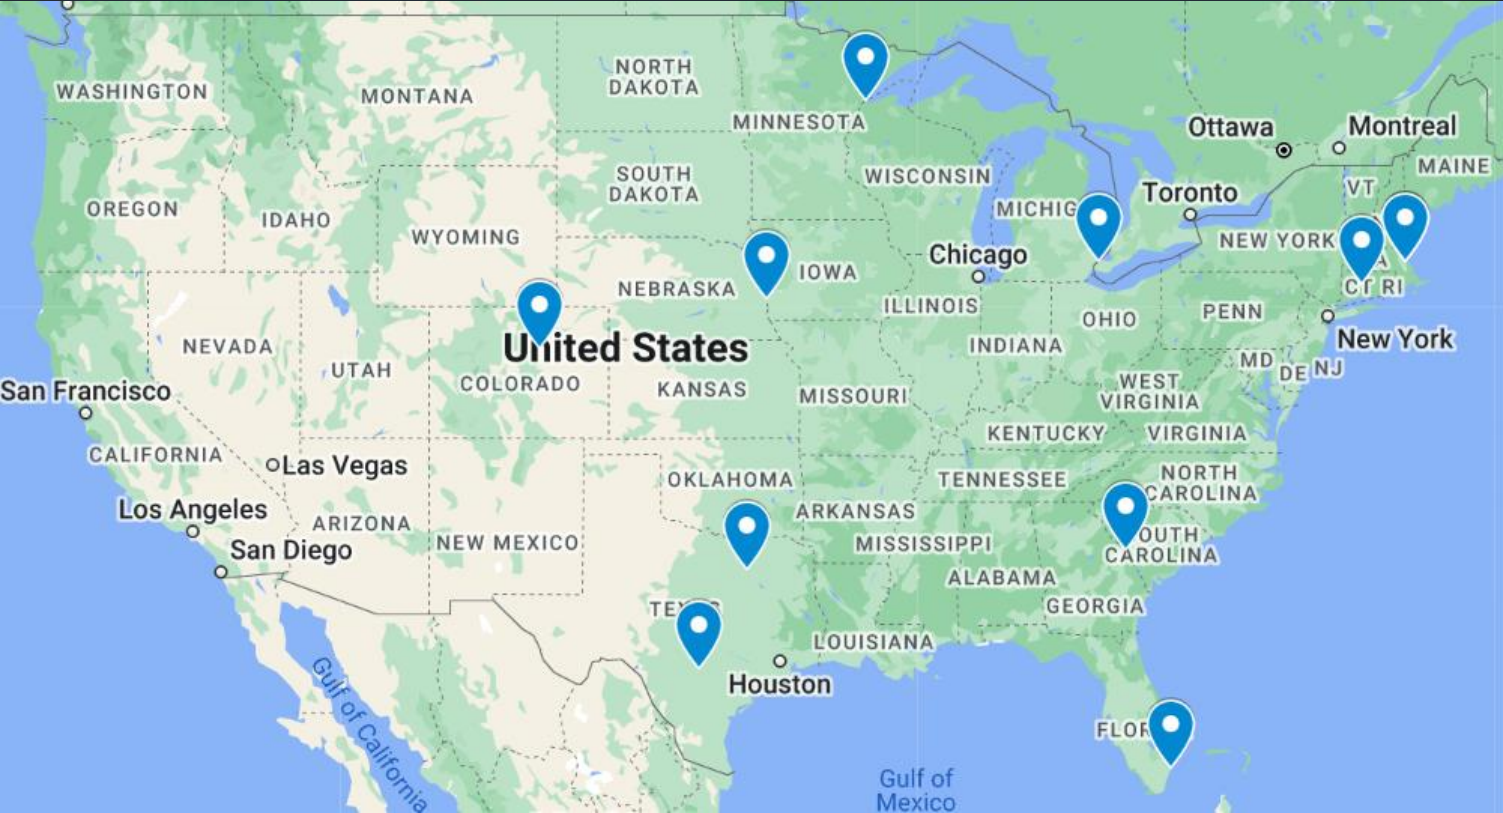 WASHINGTON
MONTANA
NORTH
DAKOTA
MINNESOTA
Ottawa
Montreal
MAINE
VT
OREGON
IDAHO
WYOMING
SOUTH
DAKOTA
WISCONSIN
MICHIG
Toronto
NEW YORK
Chicago
NEBRASKA
IOWA
ILLINOIS
CT RI
PENN
OHIO
New York
NEVADA
UTAH
United States
COLORADO
KANSAS
MISSOURI
INDIANA
MD
DE
NJ
WEST
VIRGINIA
San Francisco
CALIFORNIA
Las Vegas
KENTUCKY
VIRGINIA
OKLAHOMA
TENNESSEE
NORTH
CAROLINA
Los Angeles
ARIZONA
NEW MEXICO
ARKANSAS
San Diego
MISSISSIPPI
OUTH
CAROLINA
ALABAMA
GEORGIA
LOUISIANA
Houston
Gulf of California
FLOR
Gulf of
Mexico